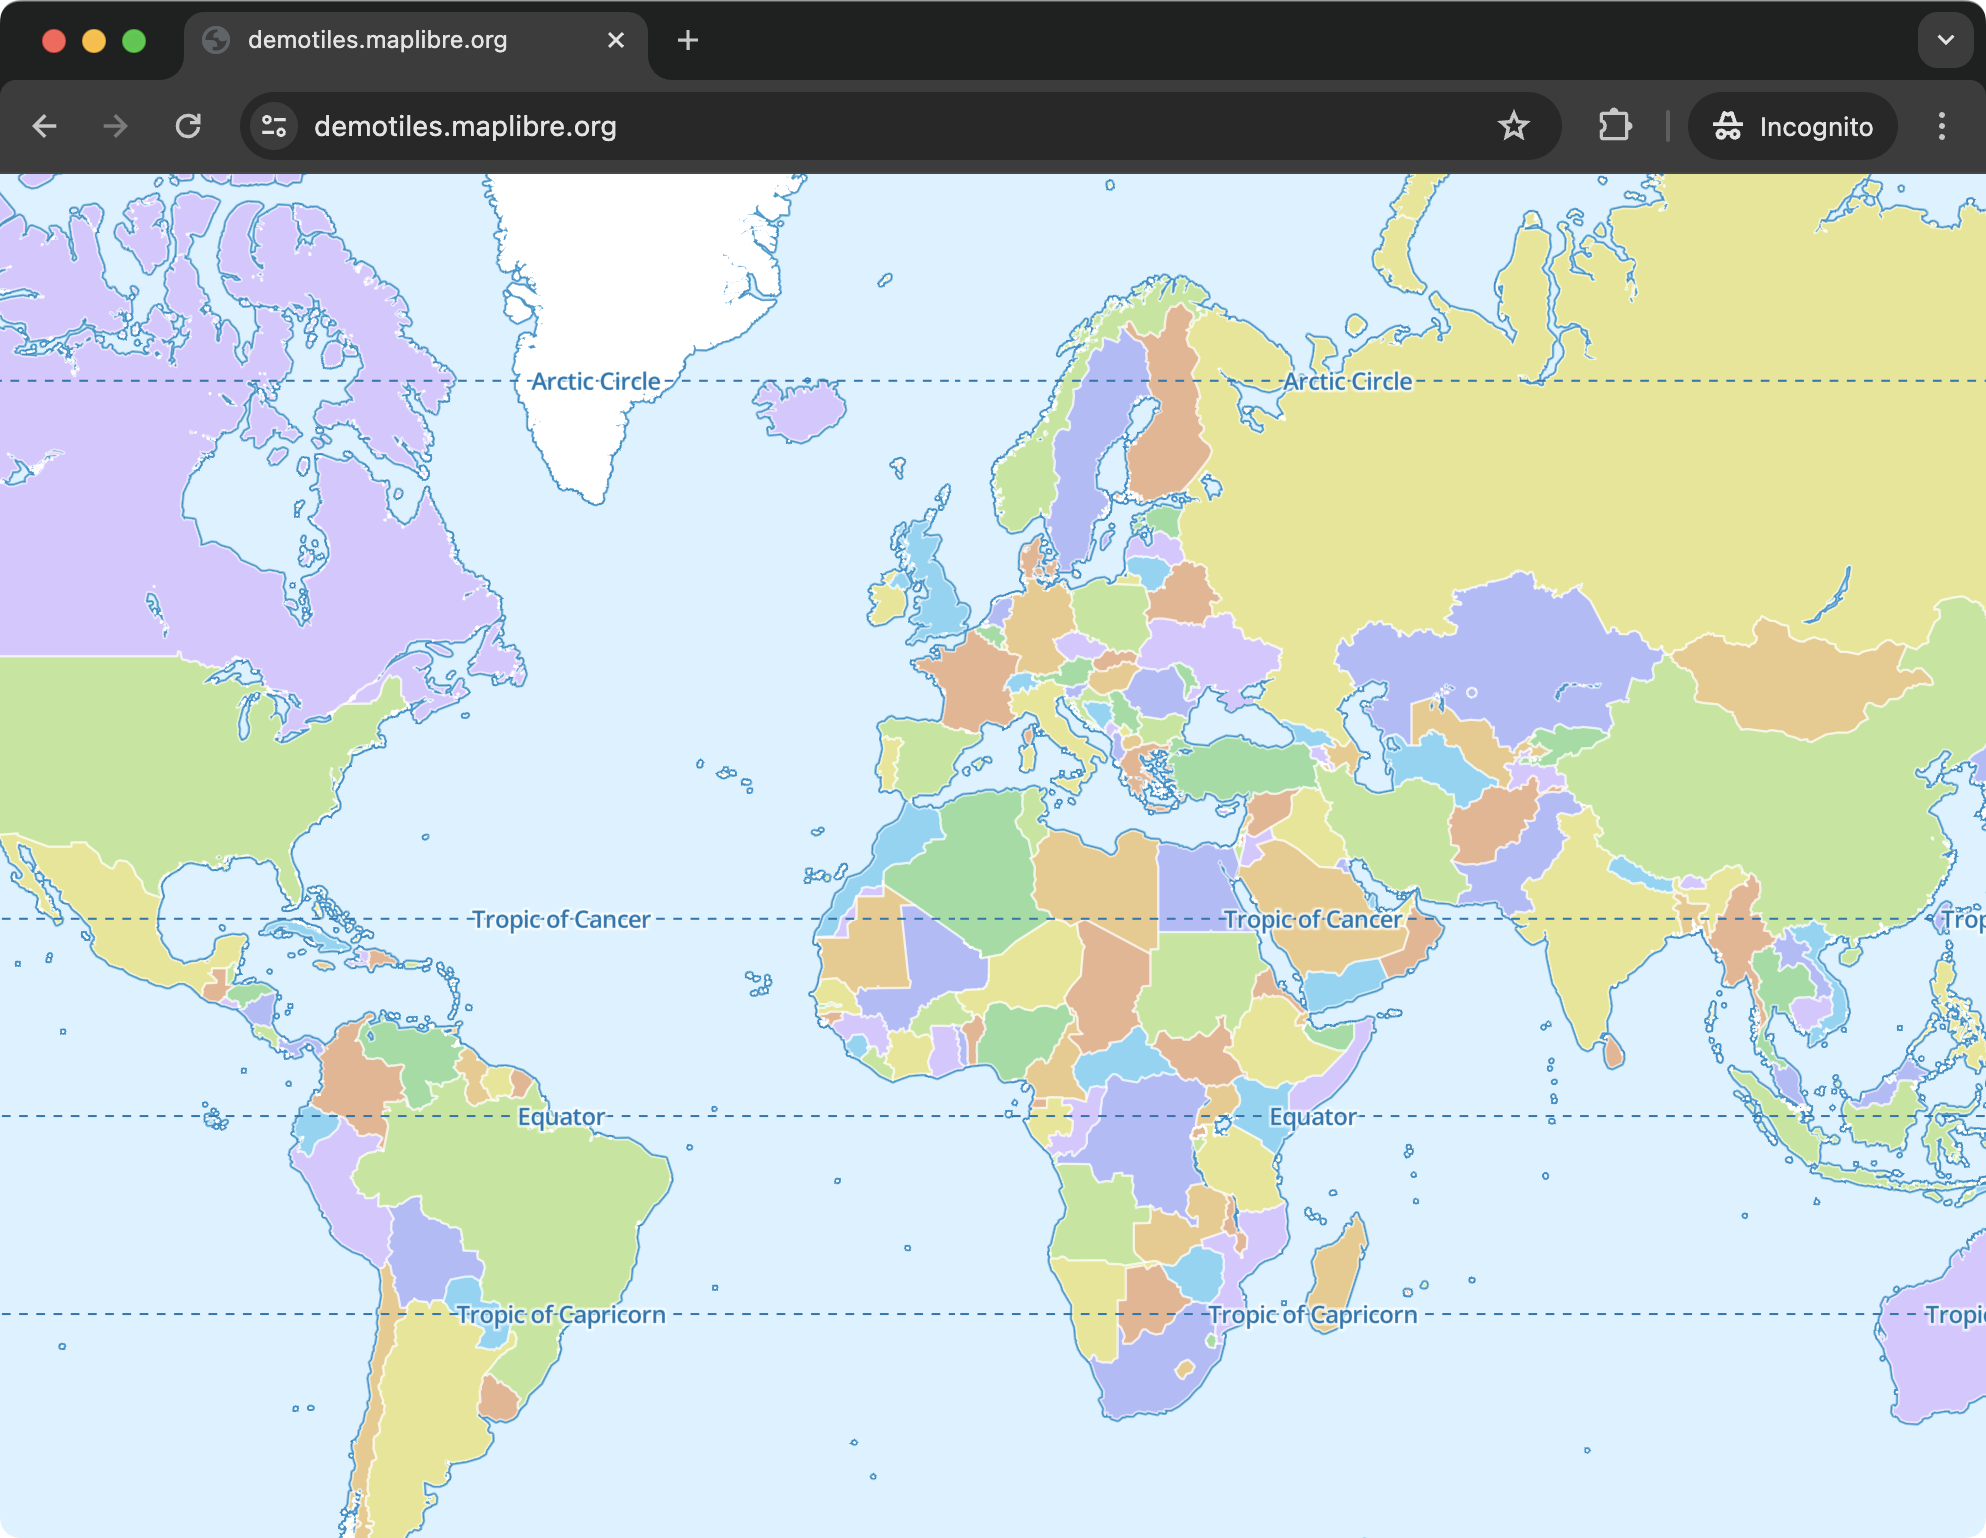 demotiles.maplibre.org
demotiles.maplibre.org
Incognito
Arctic Circle
Arctic Circle
Tropic of Cancer
Tropic of Cancer
Trop
Equator
Equator
Tropic of Capricorn
Tropic of Capricorn
Tropic